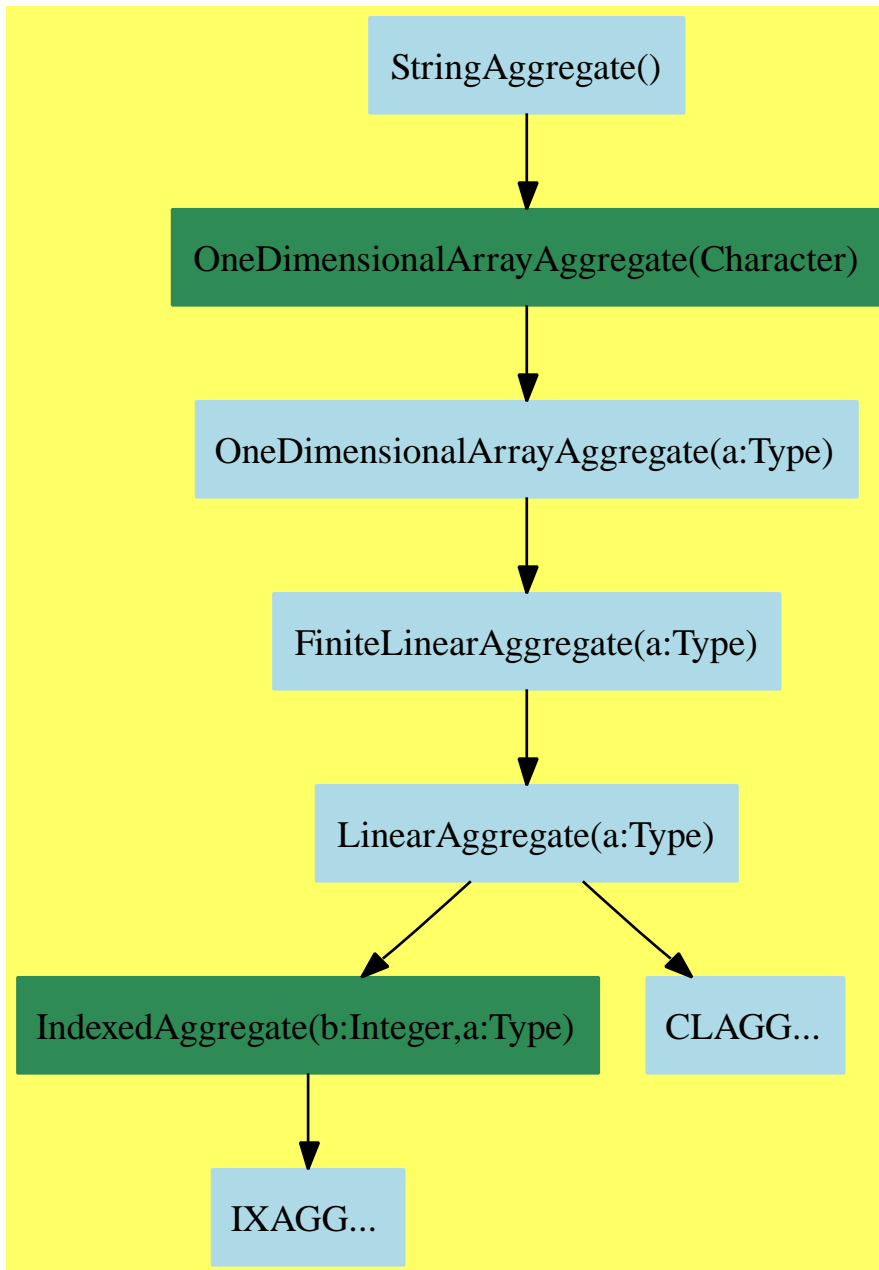 StringAggregate()
OneDimensionalArrayAggregate(Character)
OneDimensionalArrayAggregate(a:Type)
FiniteLinearAggregate(a:Type)
LinearAggregate(a:Type)
IndexedAggregate(b:Integer,a:Type)
CLAGG...
IXAGG...